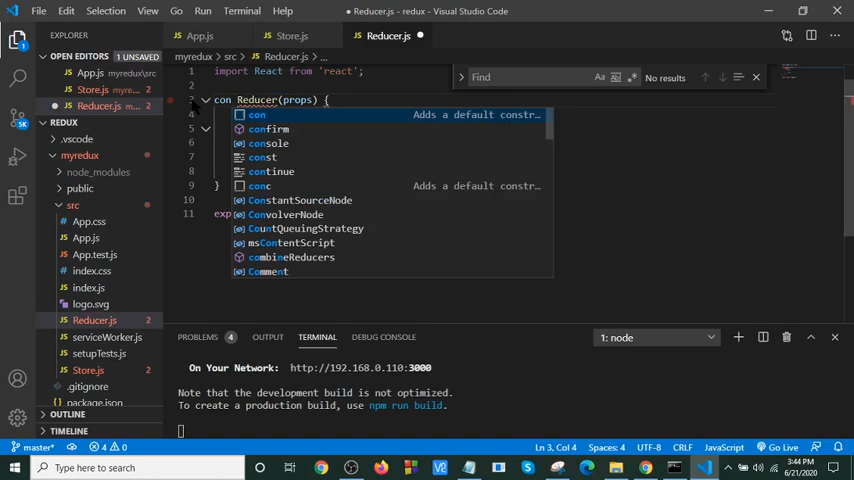 File Edit Selection View Go Run Terminal Help ● Reducer.js - redux - Visual Studio Code
EXPLORER ...
JS App.js JS Store.js JS Reducer.js ●
OPEN EDITORS 1 UNSAVED
JS App.js myredux\src
JS Store.js myre... 2
● JS Reducer.js m... 2
REDUX
.vscode
myredux
node_modules
public
src
App.css
JS App.js
JS App.test.js
index.css
JS index.js
logo.svg
JS Reducer.js 2
JS serviceWorker.js
JS setupTests.js
JS Store.js 2
.gitignore
package.json
OUTLINE
TIMELINE
myredux > src > JS Reducer.js > ...
Find Aa No results
1 import React from 'react';
2
3 con Reducer(props) {
4
5
6
7
8
9 }
10
11 exp
con Adds a default constr...
confirm
console
const
continue
conc Adds a default constr...
ConstantSourceNode
ConvolverNode
CountQueuingStrategy
msContentScript
combineReducers
Comment
PROBLEMS 4 OUTPUT TERMINAL DEBUG CONSOLE 1: node
On Your Network: http://192.168.0.110:3000
Note that the development build is not optimized.
To create a production build, use npm run build.
master* 4 0 Ln 3, Col 4 Spaces: 4 UTF-8 CRLF JavaScript Go Live
Type here to search
3:44 PM
6/21/2020